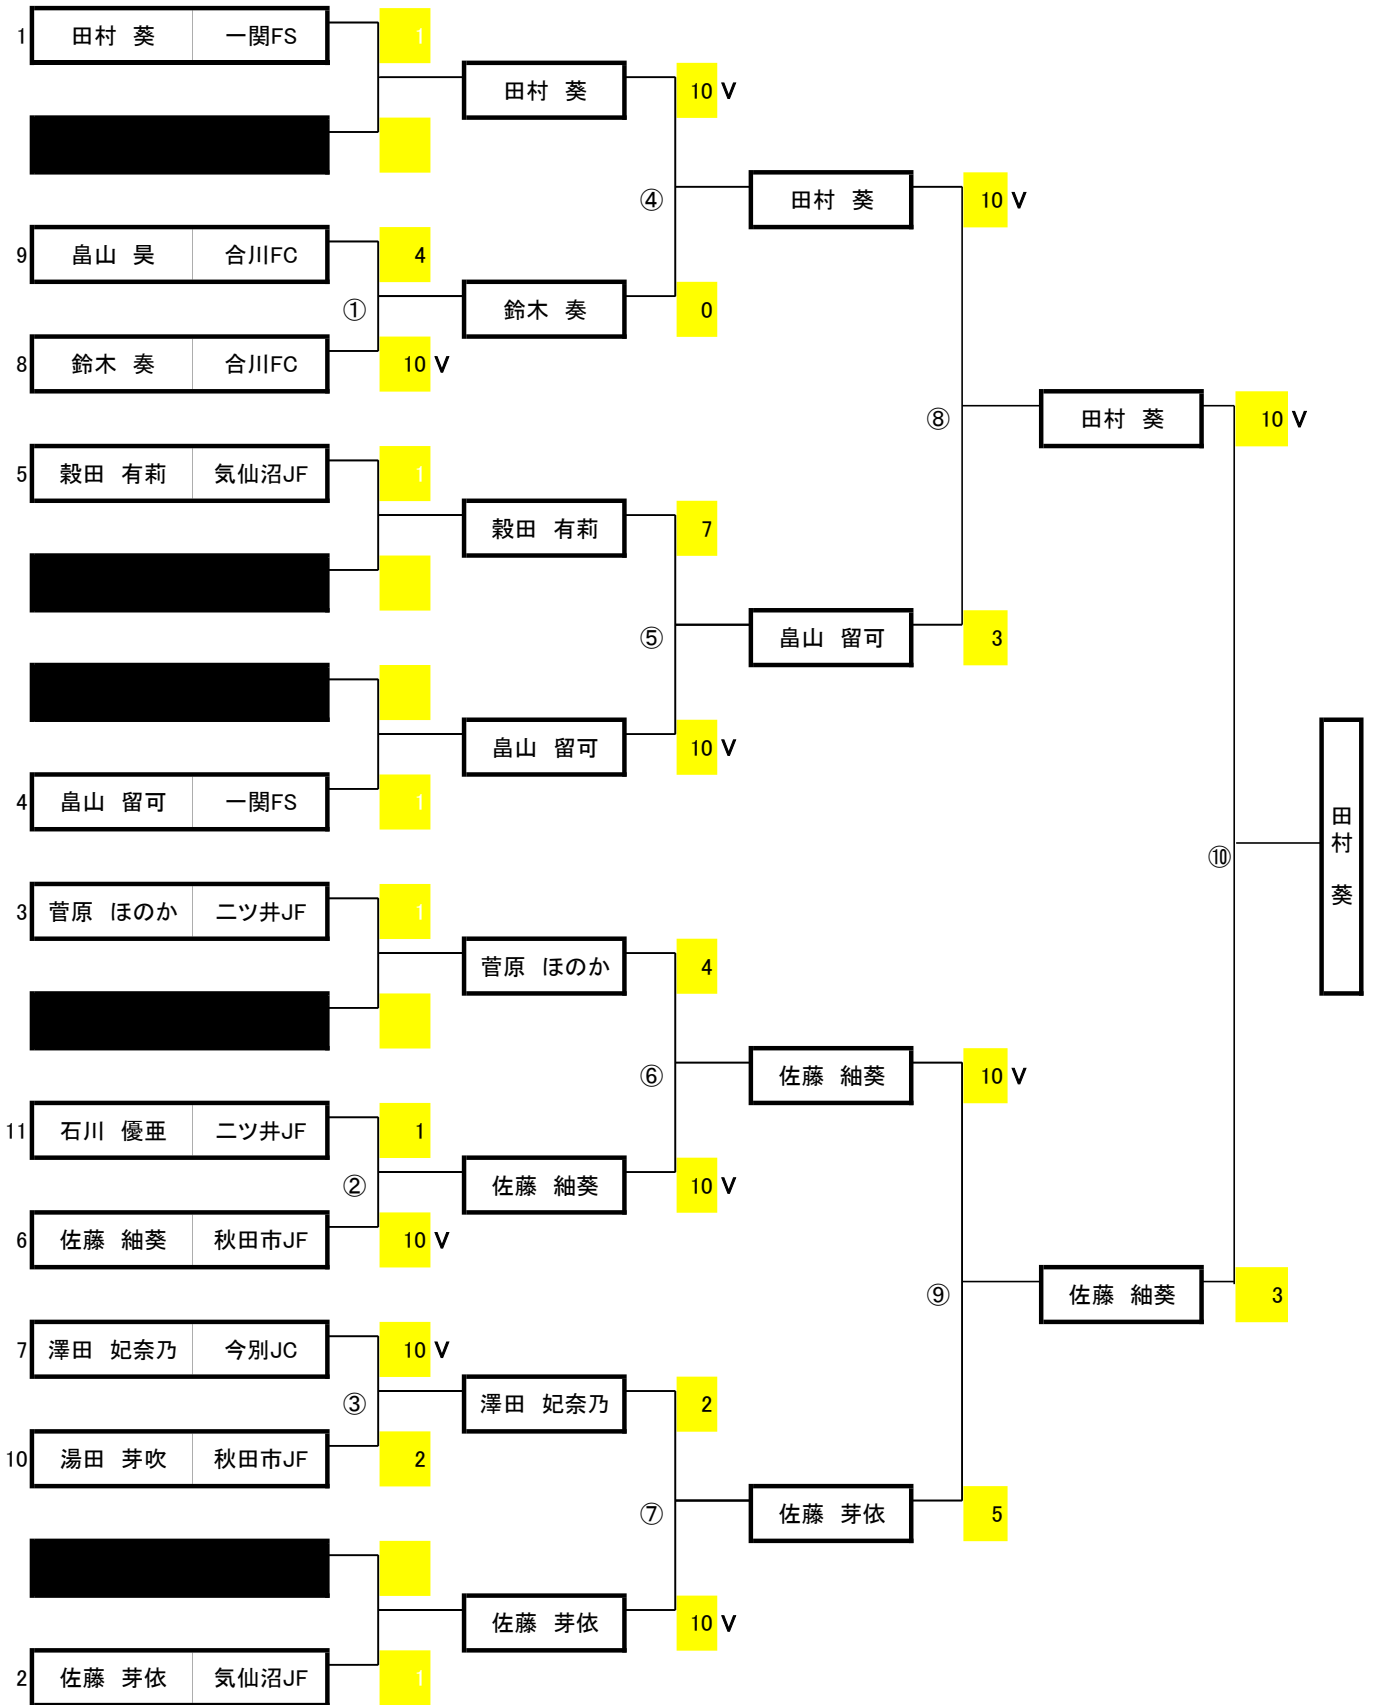 1 田村 葵 一関FS 1
田村 葵 10 V
④ 田村 葵 10 V
9 畠山 昊 合川FC 4
① 鈴木 奏 0
8 鈴木 奏 合川FC 10 V
⑧ 田村 葵 10 V
5 穀田 有莉 気仙沼JF 1
穀田 有莉 7
⑤ 畠山 留可 3
畠山 留可 10 V
4 畠山 留可 一関FS 1
⑩ 田村 葵
3 菅原 ほのか 二ツ井JF 1
菅原 ほのか 4
⑥ 佐藤 紬葵 10 V
11 石川 優亜 二ツ井JF 1
② 佐藤 紬葵 10 V
6 佐藤 紬葵 秋田市JF 10 V
⑨ 佐藤 紬葵 3
7 澤田 妃奈乃 今別JC 10 V
③ 澤田 妃奈乃 2
10 湯田 芽吹 秋田市JF 2
⑦ 佐藤 芽依 5
佐藤 芽依 10 V
2 佐藤 芽依 気仙沼JF 1